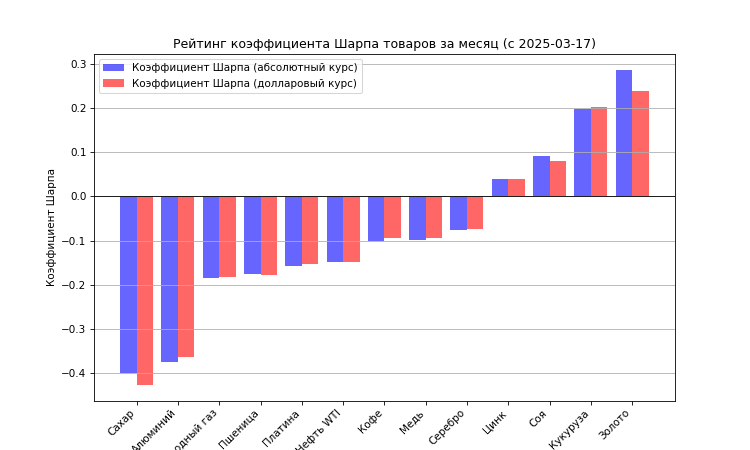 Рейтинг коэффициента Шарпа товаров за месяц (с 2025-03-17)
Коэффициент Шарпа (абсолютный курс)
Коэффициент Шарпа (долларовый курс)
Коэффициент Шарпа
0.3
0.2
0.1
0.0
−0.1
−0.2
−0.3
−0.4
Сахар
Алюминий
одный газ
Пшеница
Платина
Нефть WTI
Кофе
Медь
Серебро
Цинк
Соя
Кукуруза
Золото